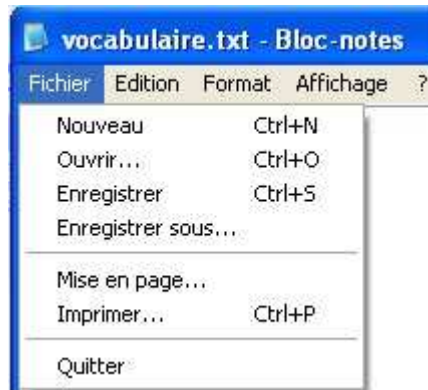 vocabulaire.txt - Bloc-notes
Fichier Edition Format Affichage ?
Nouveau Ctrl+N
Ouvrir... Ctrl+O
Enregistrer Ctrl+S
Enregistrer sous...
Mise en page...
Imprimer... Ctrl+P
Quitter